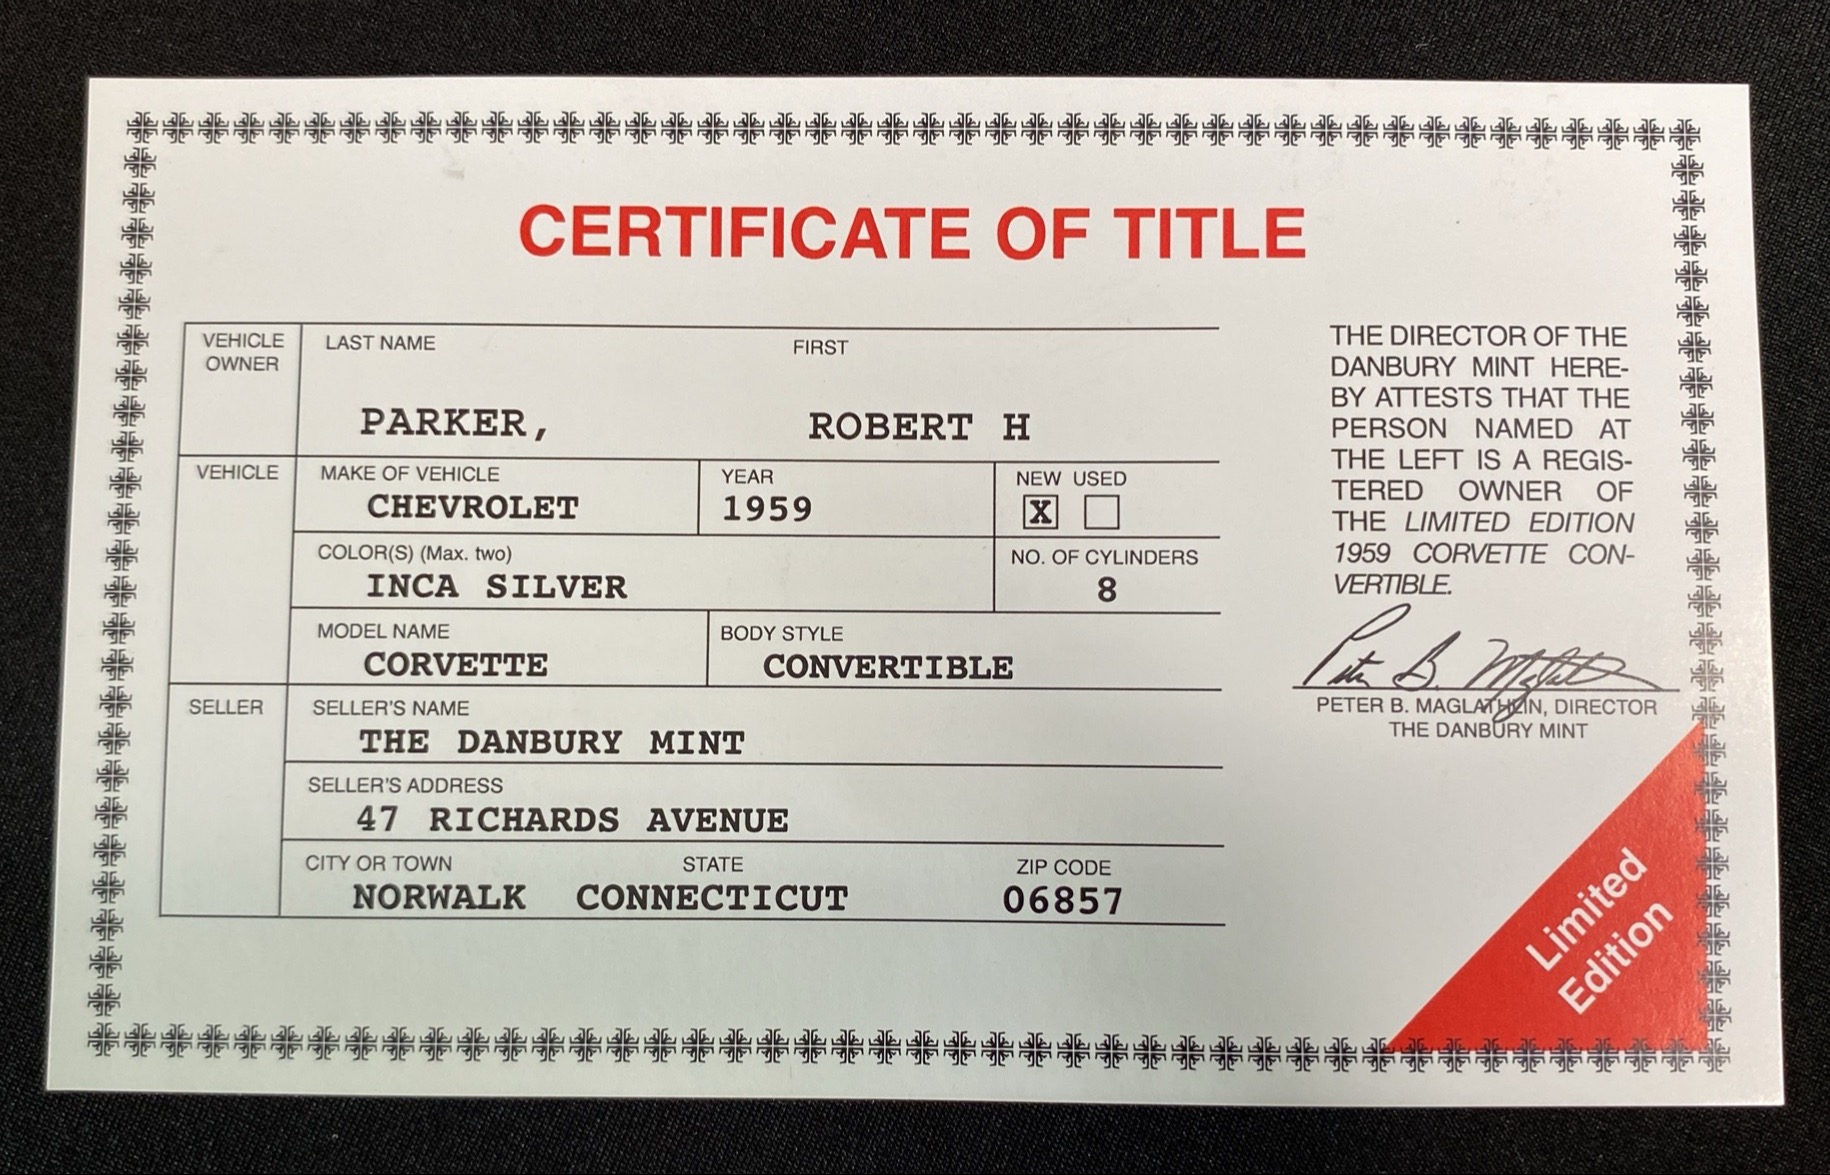 CERTIFICATE OF TITLE
VEHICLE OWNER
LAST NAME FIRST
PARKER, ROBERT H
VEHICLE
MAKE OF VEHICLE YEAR NEW USED
CHEVROLET 1959 X
COLOR(S) (Max. two) NO. OF CYLINDERS
INCA SILVER 8
MODEL NAME BODY STYLE
CORVETTE CONVERTIBLE
SELLER
SELLER'S NAME
THE DANBURY MINT
SELLER'S ADDRESS
47 RICHARDS AVENUE
CITY OR TOWN STATE ZIP CODE
NORWALK CONNECTICUT 06857
THE DIRECTOR OF THE
DANBURY MINT HERE-
BY ATTESTS THAT THE
PERSON NAMED AT
THE LEFT IS A REGIS-
TERED OWNER OF
THE LIMITED EDITION
1959 CORVETTE CON-
VERTIBLE.
Peter B. Maglathlin
PETER B. MAGLATHLIN, DIRECTOR
THE DANBURY MINT
Limited
Edition